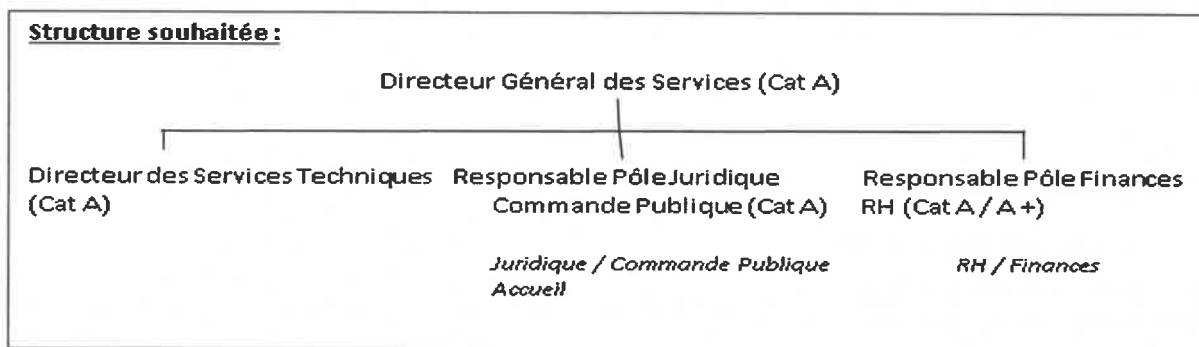 Structure souhaitée :
Directeur Général des Services (Cat A)
Directeur des Services Techniques
(Cat A)
Responsable Pôle Juridique
Commande Publique (Cat A)
Juridique / Commande Publique
Accueil
Responsable Pôle Finances
RH (Cat A / A+)
RH / Finances